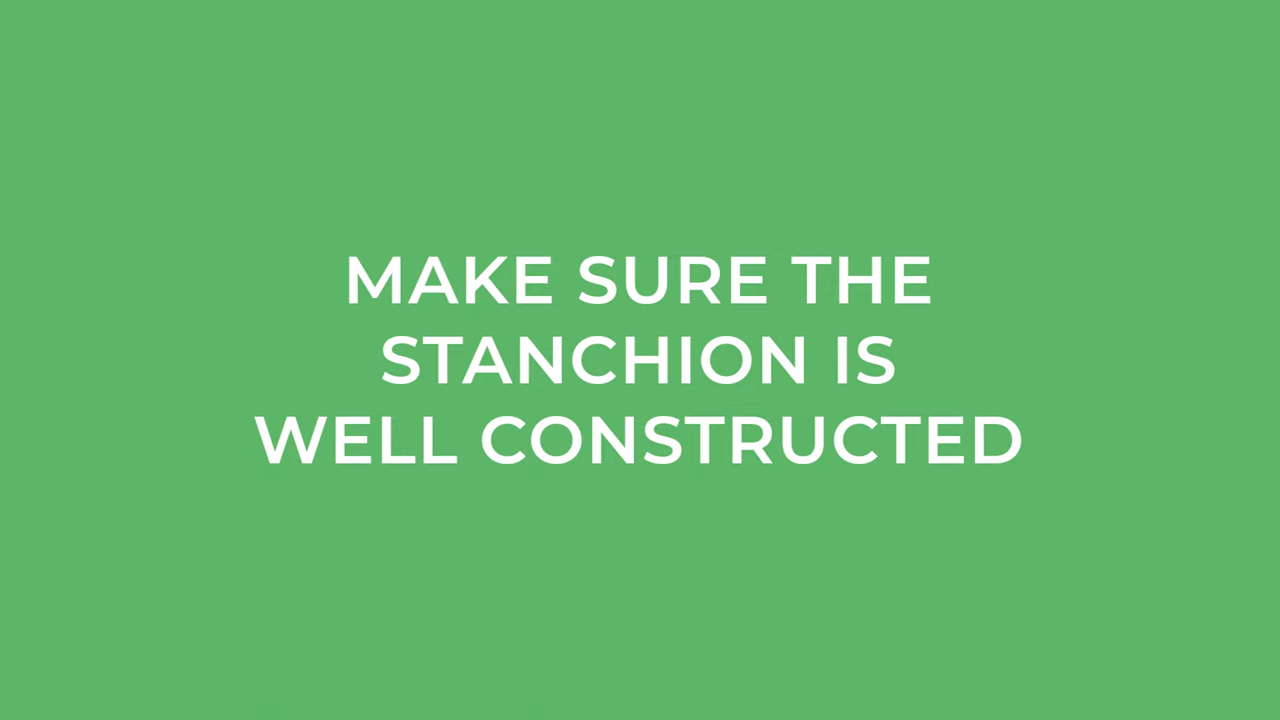 MAKE SURE THE
STANCHION IS
WELL CONSTRUCTED